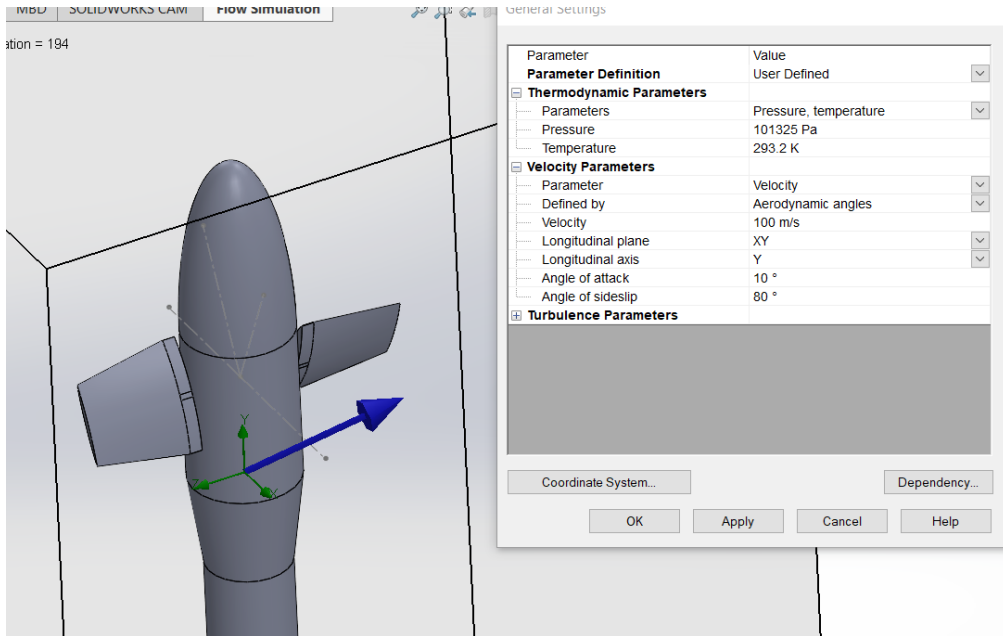 MBD SOLIDWORKS CAM Flow Simulation
ation = 194
Y
Z
X
General Settings
Parameter Value
Parameter Definition User Defined
Thermodynamic Parameters
Parameters Pressure, temperature
Pressure 101325 Pa
Temperature 293.2 K
Velocity Parameters
Parameter Velocity
Defined by Aerodynamic angles
Velocity 100 m/s
Longitudinal plane XY
Longitudinal axis Y
Angle of attack 10 °
Angle of sideslip 80 °
Turbulence Parameters
Coordinate System...
Dependency...
OK Apply Cancel Help